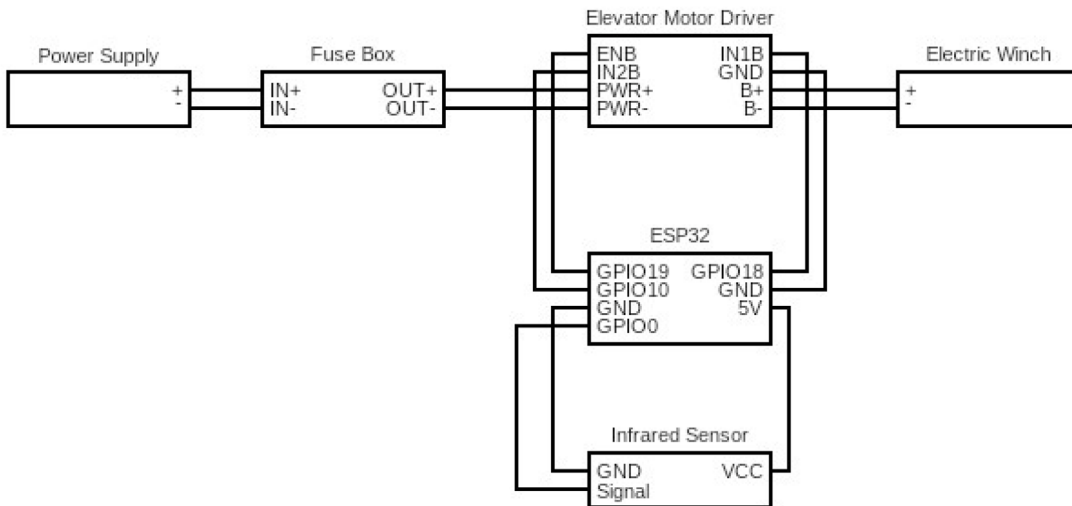 Elevator Motor Driver
Power Supply
Fuse Box
Electric Winch
+
-
IN+
IN-
OUT+
OUT-
ENB
IN2B
PWR+
PWR-
IN1B
GND
B+
B-
+
-
ESP32
GPIO19
GPIO10
GND
GPIO0
GPIO18
GND
5V
Infrared Sensor
GND
Signal
VCC